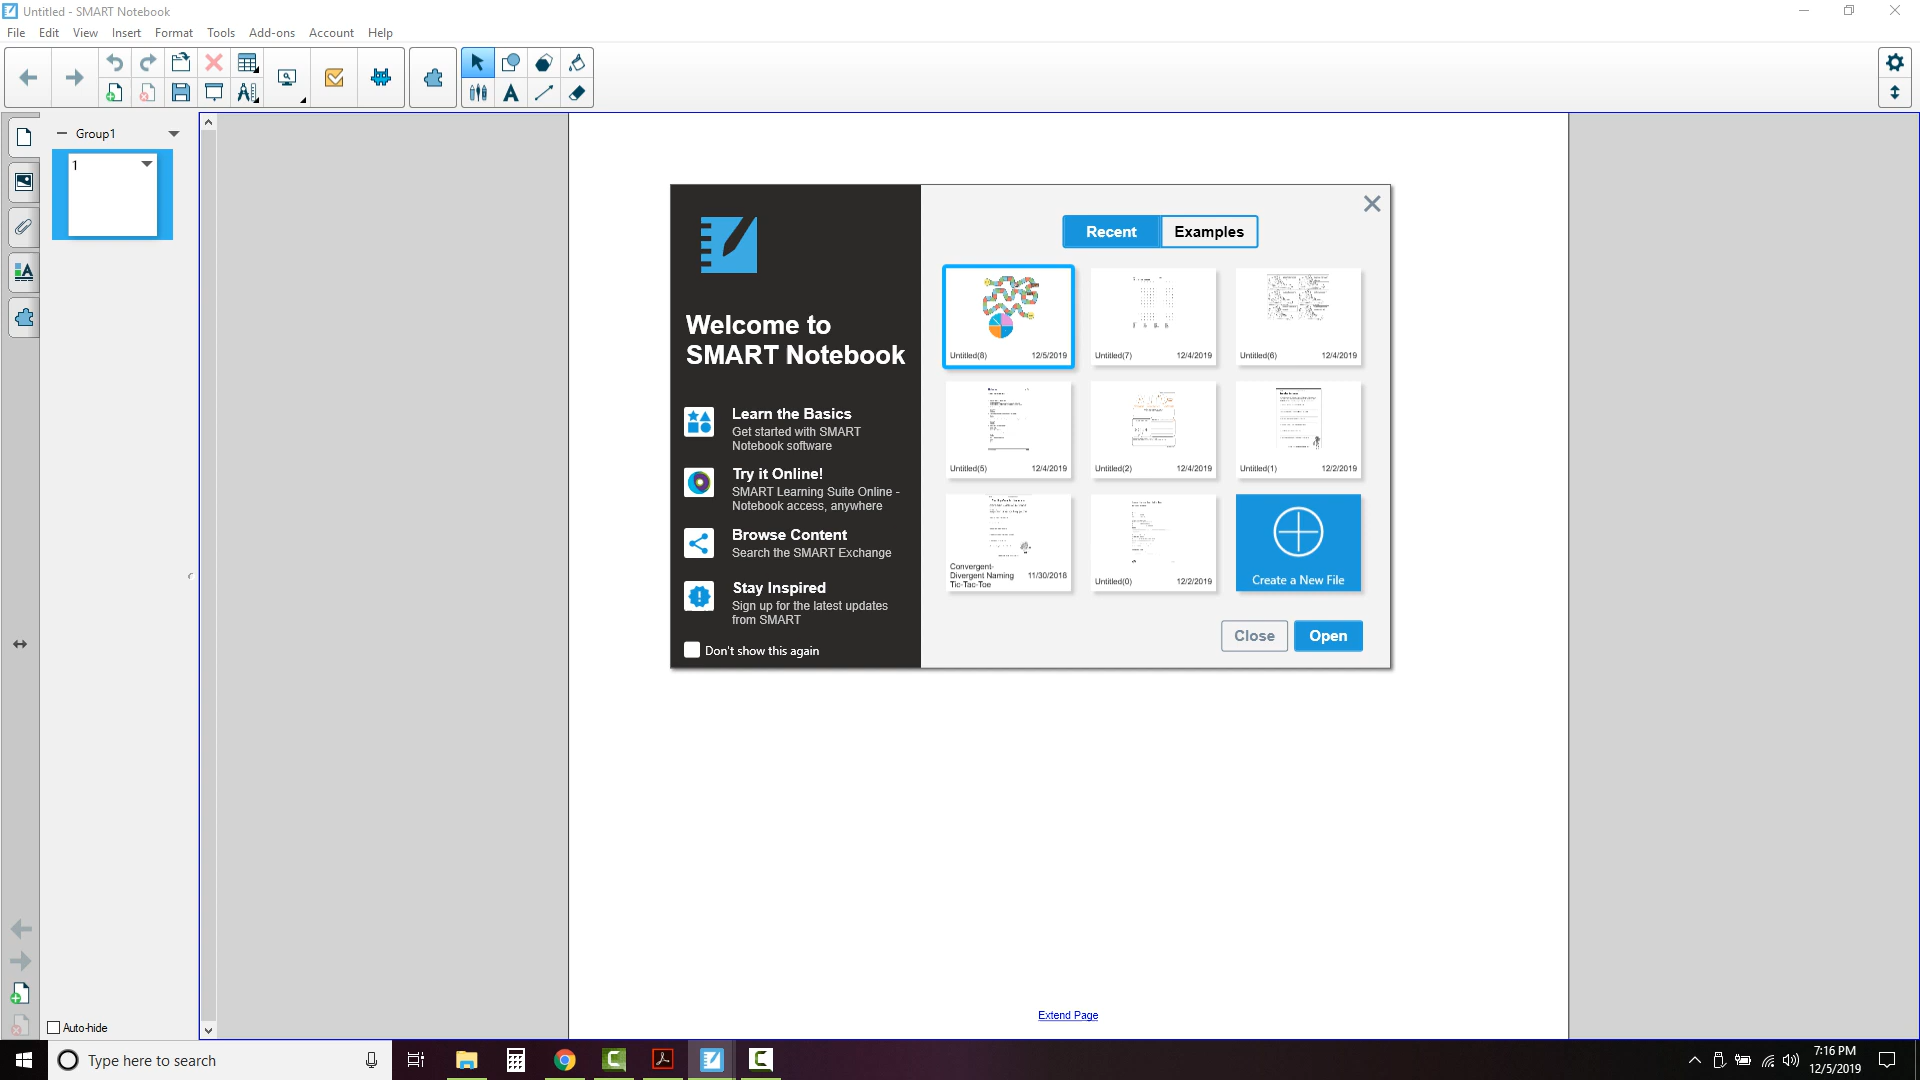 Untitled - SMART Notebook
File Edit View Insert Format Tools Add-ons Account Help
Group1
1
Welcome to
SMART Notebook
Learn the Basics
Get started with SMART
Notebook software
Try it Online!
SMART Learning Suite Online -
Notebook access, anywhere
Browse Content
Search the SMART Exchange
Stay Inspired
Sign up for the latest updates
from SMART
Don't show this again
Recent Examples
Untitled(8) 12/5/2019
Untitled(7) 12/4/2019
Untitled(6) 12/4/2019
Untitled(5) 12/4/2019
Untitled(2) 12/4/2019
Untitled(1) 12/2/2019
Convergent-
Divergent Naming 11/30/2018
Tic-Tac-Toe
Untitled(0) 12/2/2019
Create a New File
Close Open
Extend Page
Auto-hide
Type here to search
7:16 PM
12/5/2019